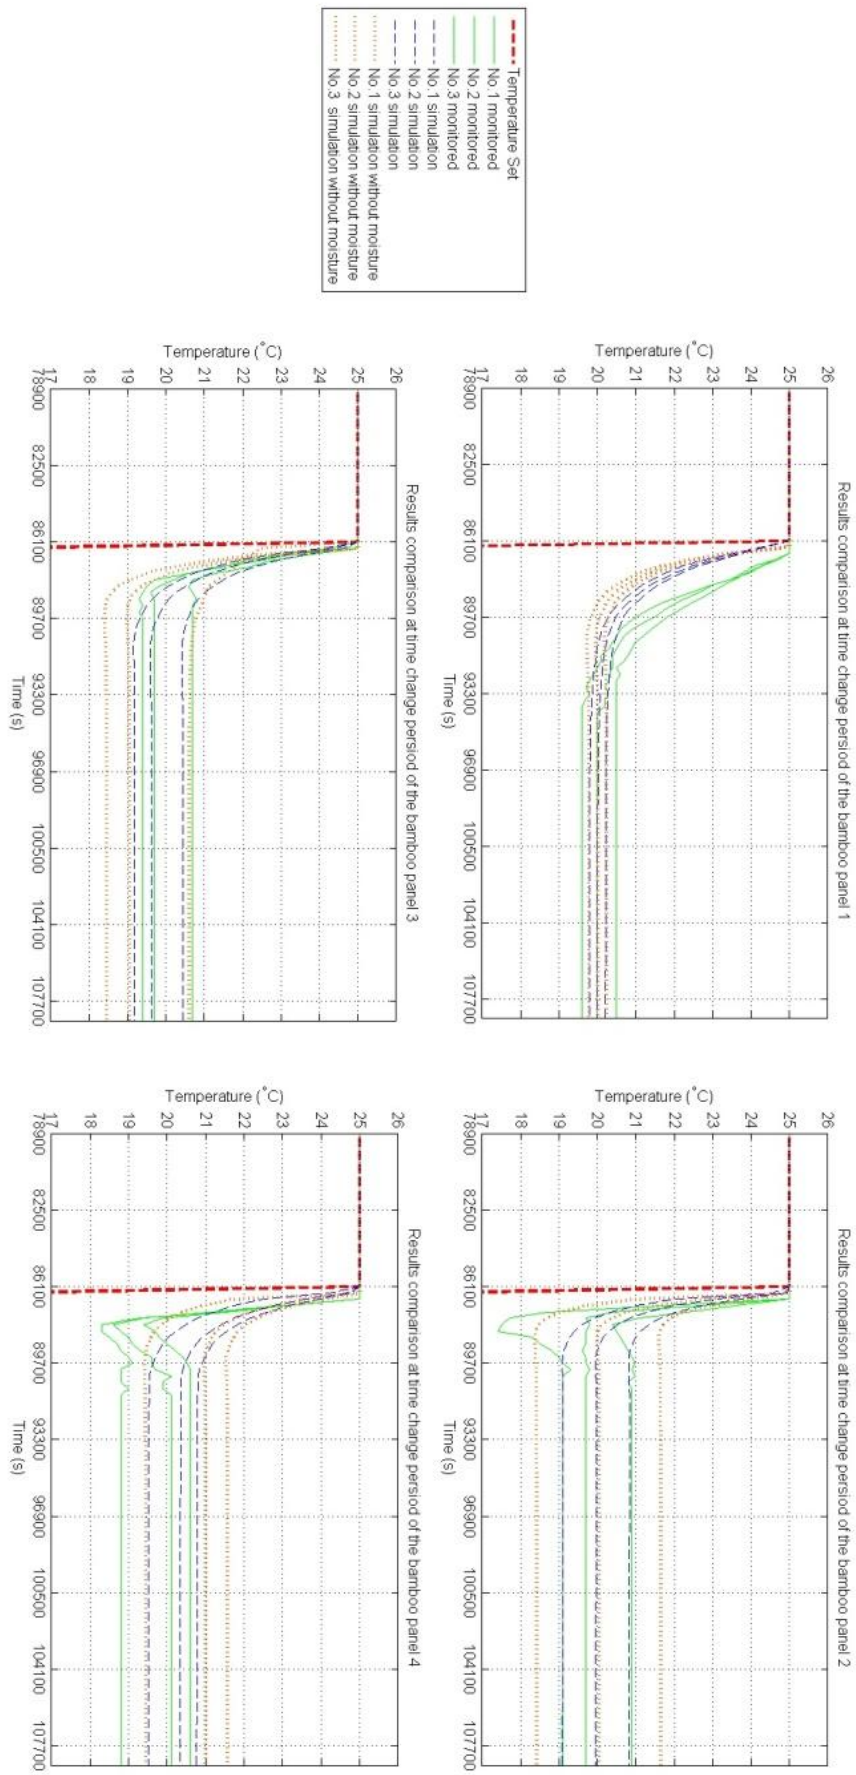 Temperature Set
No.1 monitored
No.2 monitored
No.3 monitored
No.1 simulation
No.2 simulation
No.3 simulation
No.1 simulation without moisture
No.2 simulation without moisture
No.3 simulation without moisture
Results comparison at time change persiod of the bamboo panel 1
Temperature (°C)
26
25
24
23
22
21
20
19
18
17
78900 82500 86100 89700 93300 96900 100500 104100 107700
Time (s)
Results comparison at time change persiod of the bamboo panel 2
Temperature (°C)
26
25
24
23
22
21
20
19
18
17
78900 82500 86100 89700 93300 96900 100500 104100 107700
Time (s)
Results comparison at time change persiod of the bamboo panel 3
Temperature (°C)
26
25
24
23
22
21
20
19
18
17
78900 82500 86100 89700 93300 96900 100500 104100 107700
Time (s)
Results comparison at time change persiod of the bamboo panel 4
Temperature (°C)
26
25
24
23
22
21
20
19
18
17
78900 82500 86100 89700 93300 96900 100500 104100 107700
Time (s)